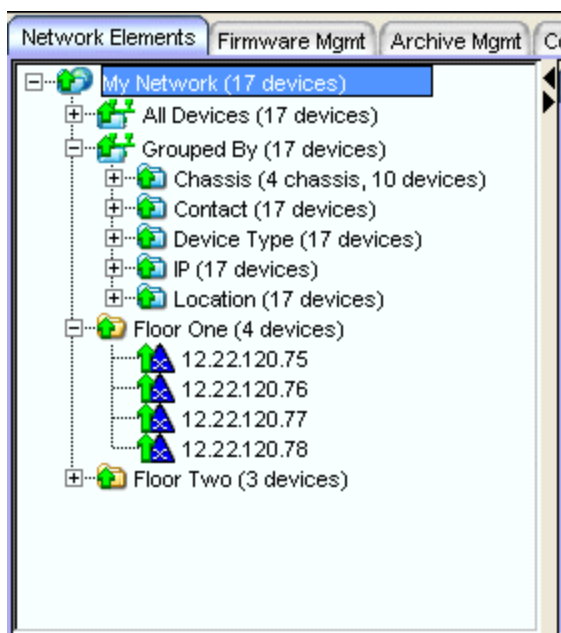 Network Elements Firmware Mgmt Archive Mgmt
My Network (17 devices)
All Devices (17 devices)
Grouped By (17 devices)
Chassis (4 chassis, 10 devices)
Contact (17 devices)
Device Type (17 devices)
IP (17 devices)
Location (17 devices)
Floor One (4 devices)
12.22.120.75
12.22.120.76
12.22.120.77
12.22.120.78
Floor Two (3 devices)